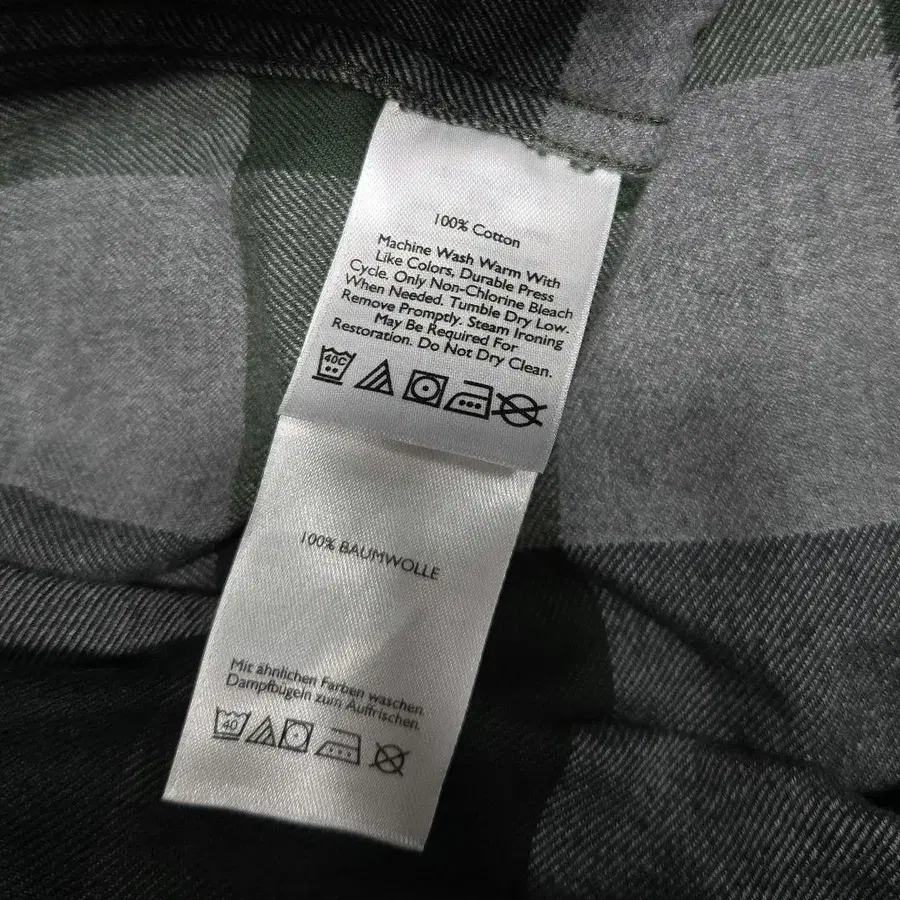 100% Cotton
Machine Wash Warm With
Like Colors, Durable Press
Cycle. Only Non-Chlorine Bleach
When Needed. Tumble Dry Low.
Remove Promptly. Steam Ironing
May Be Required For
Restoration. Do Not Dry Clean.
40C
100% BAUMWOLLE
Mit ähnlichen Farben waschen.
Dampfbügeln zum Auffrischen.
40